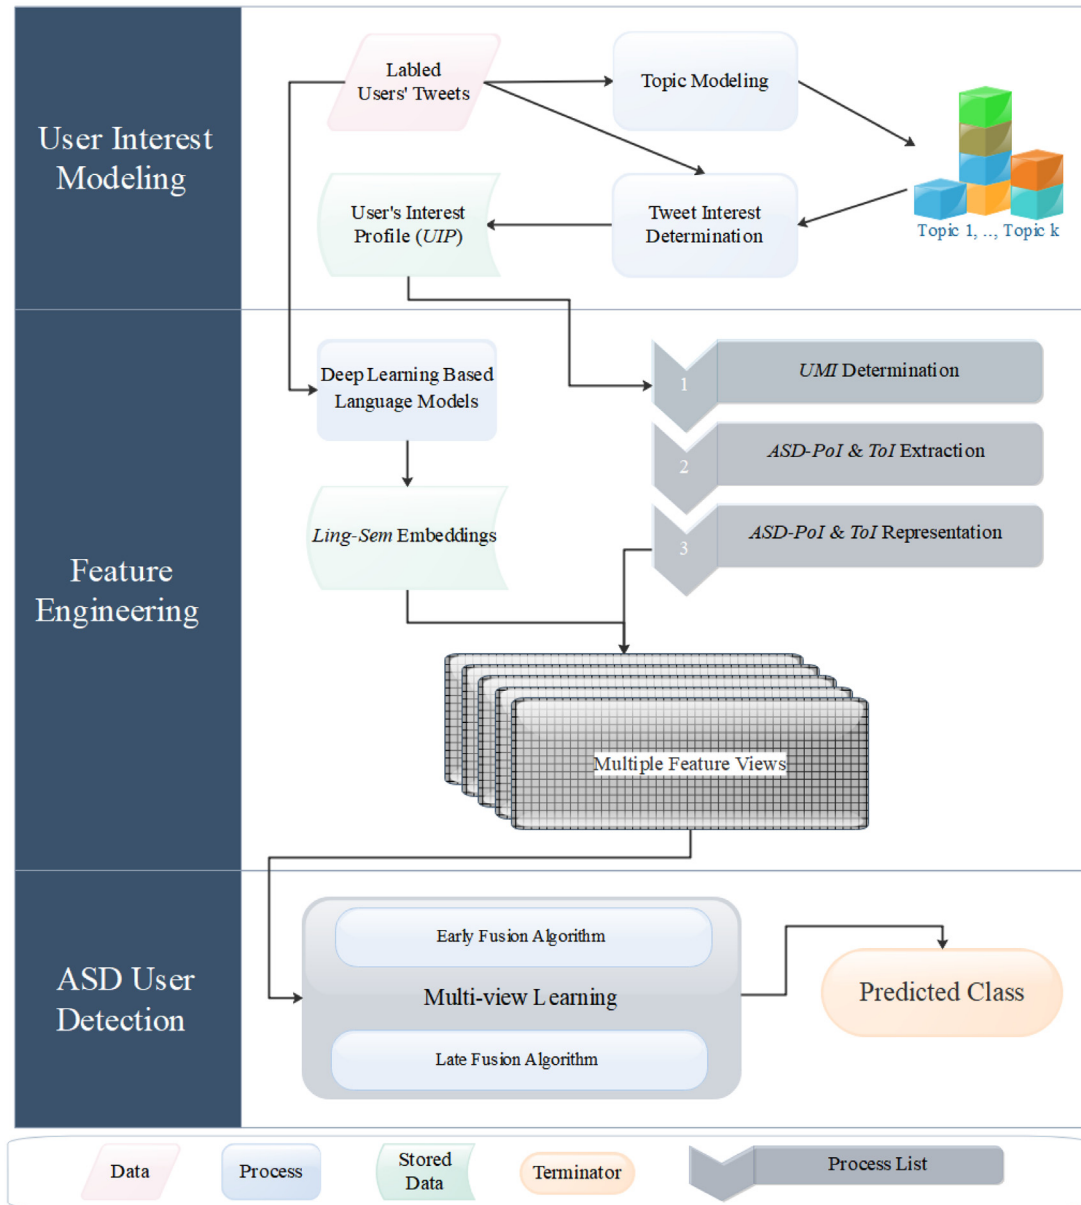 User Interest
Modeling
Labled
Users' Tweets
Topic Modeling
User's Interest
Profile (UIP)
Tweet Interest
Determination
Topic 1, .., Topic k
Feature
Engineering
Deep Learning Based
Language Models
Ling-Sem Embeddings
1
UMI Determination
2
ASD-PoI & ToI Extraction
3
ASD-PoI & ToI Representation
Multiple Feature Views
ASD User
Detection
Early Fusion Algorithm
Multi-view Learning
Late Fusion Algorithm
Predicted Class
Data
Process
Stored
Data
Terminator
Process List